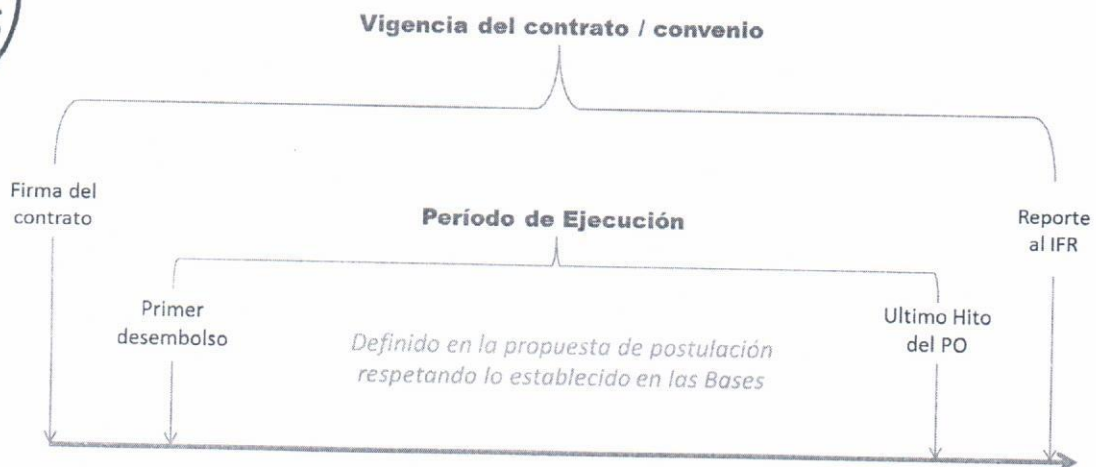 Vigencia del contrato / convenio
Firma del
contrato
Período de Ejecución
Reporte
al IFR
Primer
desembolso
Ultimo Hito
del PO
Definido en la propuesta de postulación
respetando lo establecido en las Bases